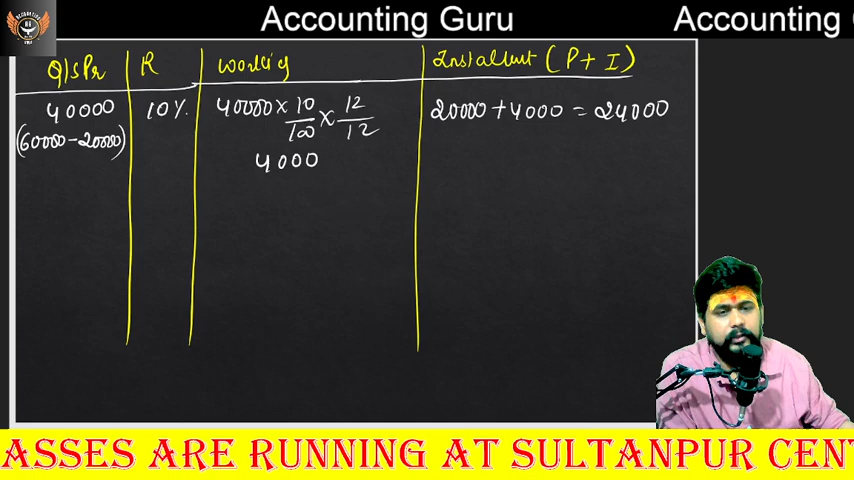 Accounting Guru
Accounting G
O/S Pr | R | Working | Installment (P + I)
40000 | 10% | 40000 × 10/100 × 12/12 | 20000 + 4000 = 24000
(60000 - 20000)
4000
ASSES ARE RUNNING AT SULTANPUR CENT